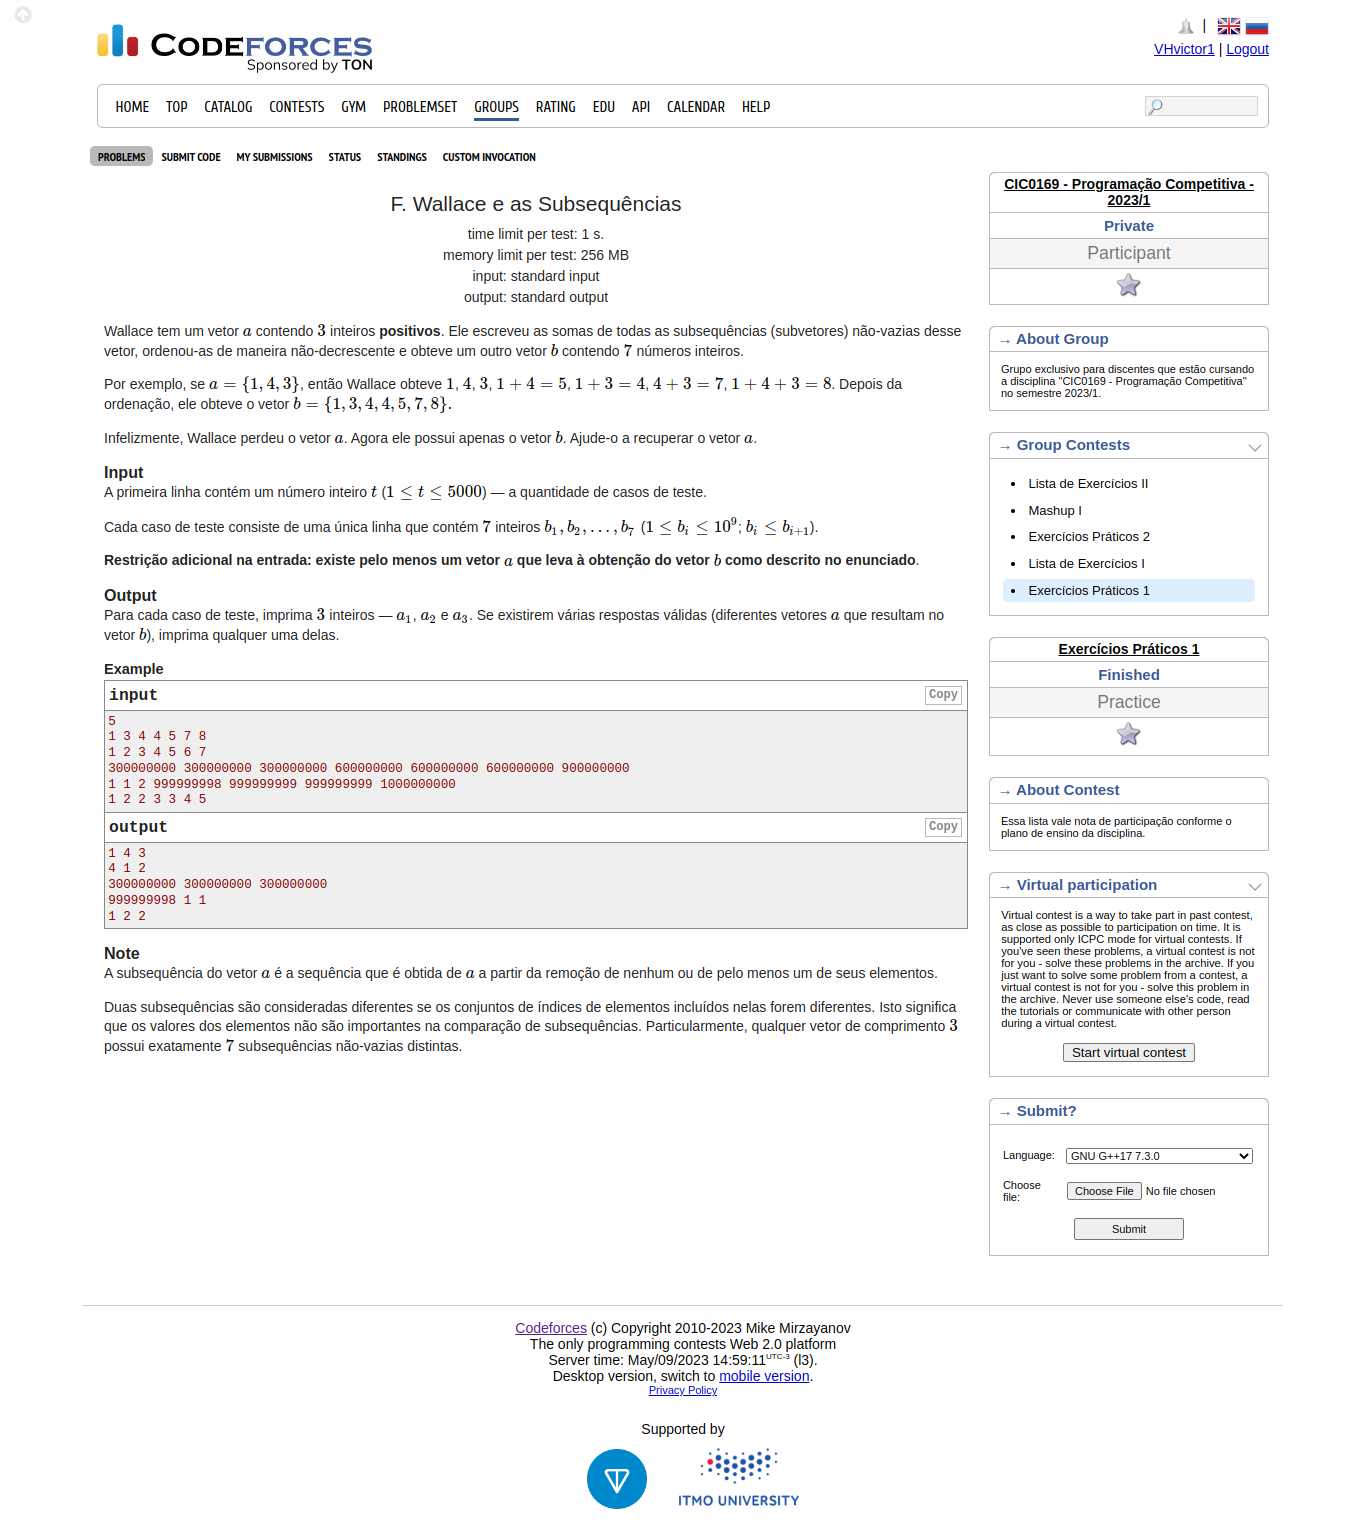 CODEFORCES
Sponsored by TON
|
VHvictor1 | Logout
HOME TOP CATALOG CONTESTS GYM PROBLEMSET GROUPS RATING EDU API CALENDAR HELP
PROBLEMS SUBMIT CODE MY SUBMISSIONS STATUS STANDINGS CUSTOM INVOCATION
F. Wallace e as Subsequências
time limit per test: 1 s.
memory limit per test: 256 MB
input: standard input
output: standard output
Wallace tem um vetor a contendo 3 inteiros positivos. Ele escreveu as somas de todas as subsequências (subvetores) não-vazias desse
vetor, ordenou-as de maneira não-decrescente e obteve um outro vetor b contendo 7 números inteiros.
Por exemplo, se a = {1, 4, 3}, então Wallace obteve 1, 4, 3, 1 + 4 = 5, 1 + 3 = 4, 4 + 3 = 7, 1 + 4 + 3 = 8. Depois da
ordenação, ele obteve o vetor b = {1, 3, 4, 4, 5, 7, 8}.
Infelizmente, Wallace perdeu o vetor a. Agora ele possui apenas o vetor b. Ajude-o a recuperar o vetor a.
Input
A primeira linha contém um número inteiro t (1 ≤ t ≤ 5000) — a quantidade de casos de teste.
Cada caso de teste consiste de uma única linha que contém 7 inteiros b₁, b₂, …, b₇ (1 ≤ bᵢ ≤ 10⁹; bᵢ ≤ bᵢ₊₁).
Restrição adicional na entrada: existe pelo menos um vetor a que leva à obtenção do vetor b como descrito no enunciado.
Output
Para cada caso de teste, imprima 3 inteiros — a₁, a₂ e a₃. Se existirem várias respostas válidas (diferentes vetores a que resultam no
vetor b), imprima qualquer uma delas.
Example
input Copy
5
1 3 4 4 5 7 8
1 2 3 4 5 6 7
300000000 300000000 300000000 600000000 600000000 600000000 900000000
1 1 2 999999998 999999999 999999999 1000000000
1 2 2 3 3 4 5
output Copy
1 4 3
4 1 2
300000000 300000000 300000000
999999998 1 1
1 2 2
Note
A subsequência do vetor a é a sequência que é obtida de a a partir da remoção de nenhum ou de pelo menos um de seus elementos.
Duas subsequências são consideradas diferentes se os conjuntos de índices de elementos incluídos nelas forem diferentes. Isto significa
que os valores dos elementos não são importantes na comparação de subsequências. Particularmente, qualquer vetor de comprimento 3
possui exatamente 7 subsequências não-vazias distintas.
CIC0169 - Programação Competitiva -
2023/1
Private
Participant
→ About Group
Grupo exclusivo para discentes que estão cursando
a disciplina "CIC0169 - Programação Competitiva"
no semestre 2023/1.
→ Group Contests
• Lista de Exercícios II
• Mashup I
• Exercícios Práticos 2
• Lista de Exercícios I
• Exercícios Práticos 1
Exercícios Práticos 1
Finished
Practice
→ About Contest
Essa lista vale nota de participação conforme o
plano de ensino da disciplina.
→ Virtual participation
Virtual contest is a way to take part in past contest,
as close as possible to participation on time. It is
supported only ICPC mode for virtual contests. If
you've seen these problems, a virtual contest is not
for you - solve these problems in the archive. If you
just want to solve some problem from a contest, a
virtual contest is not for you - solve this problem in
the archive. Never use someone else's code, read
the tutorials or communicate with other person
during a virtual contest.
Start virtual contest
→ Submit?
Language: GNU G++17 7.3.0
Choose
file: Choose File No file chosen
Submit
Codeforces (c) Copyright 2010-2023 Mike Mirzayanov
The only programming contests Web 2.0 platform
Server time: May/09/2023 14:59:11 UTC-3 (l3).
Desktop version, switch to mobile version.
Privacy Policy
Supported by
ITMO UNIVERSITY